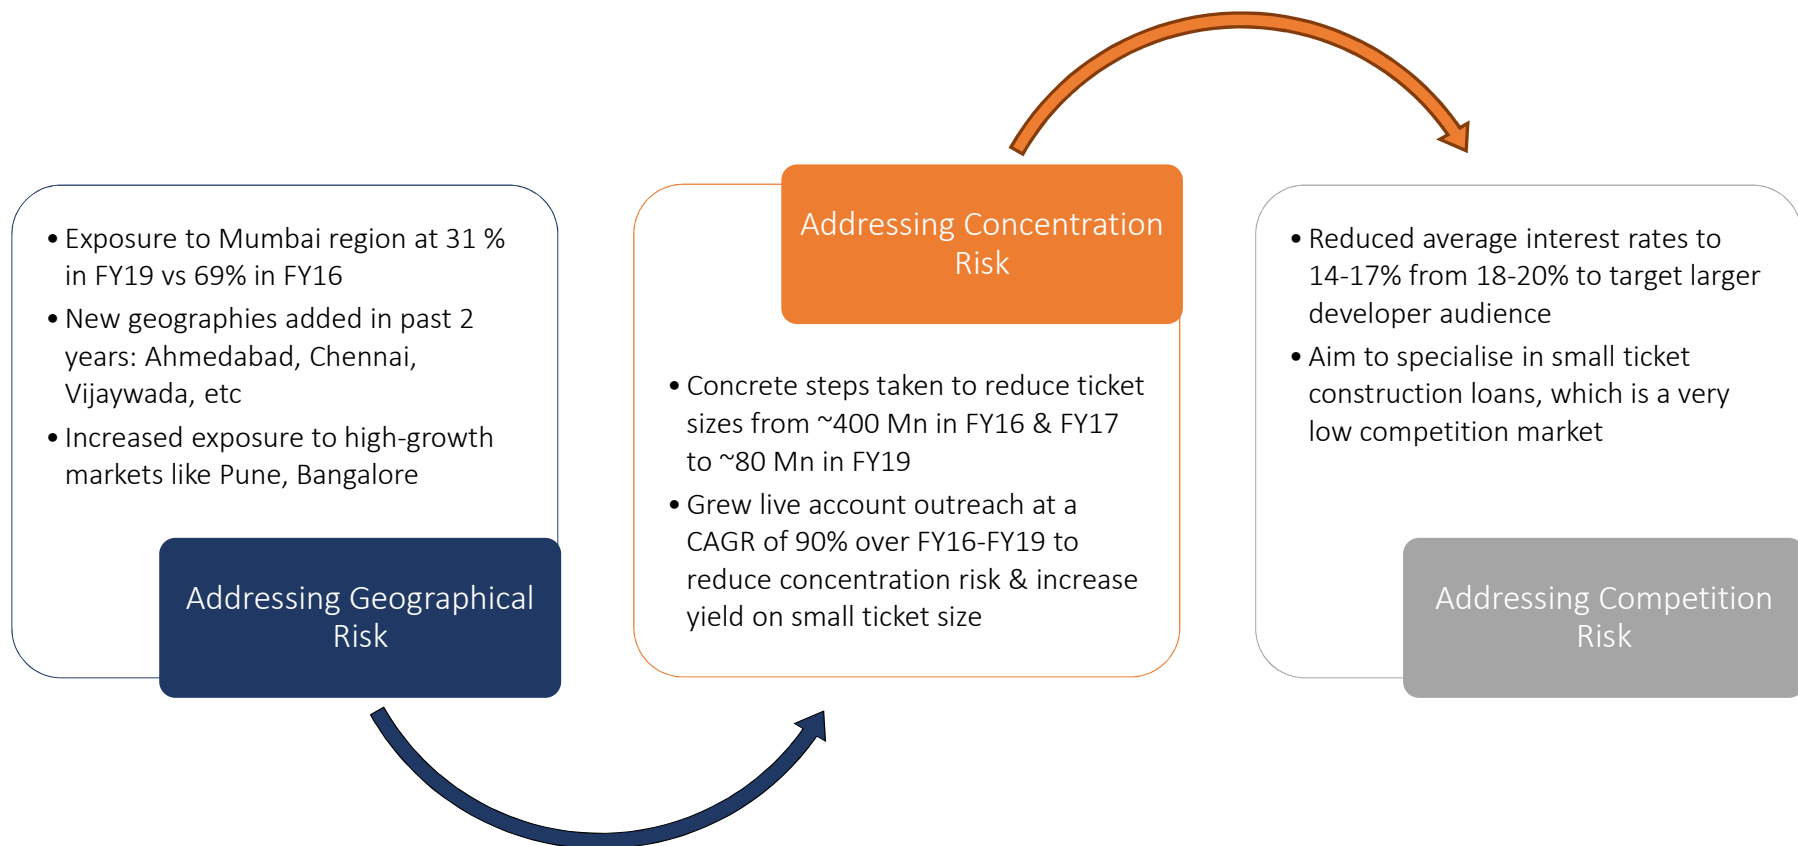 • Exposure to Mumbai region at 31 %
in FY19 vs 69% in FY16
• New geographies added in past 2
years: Ahmedabad, Chennai,
Vijaywada, etc
• Increased exposure to high-growth
markets like Pune, Bangalore
Addressing Geographical
Risk
Addressing Concentration
Risk
• Concrete steps taken to reduce ticket
sizes from ~400 Mn in FY16 & FY17
to ~80 Mn in FY19
• Grew live account outreach at a
CAGR of 90% over FY16-FY19 to
reduce concentration risk & increase
yield on small ticket size
• Reduced average interest rates to
14-17% from 18-20% to target larger
developer audience
• Aim to specialise in small ticket
construction loans, which is a very
low competition market
Addressing Competition
Risk